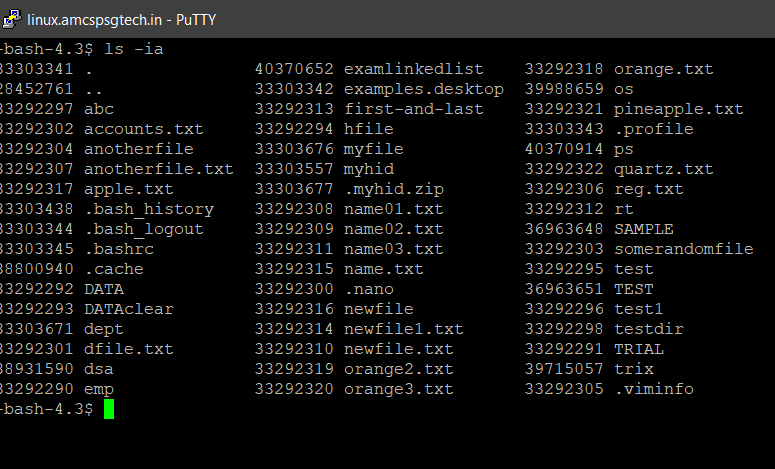 linux.amcspsgtech.in - PuTTY
-bash-4.3$ ls -ia
33303341 . 40370652 examlinkedlist 33292318 orange.txt
28452761 .. 33303342 examples.desktop 39988659 os
33292297 abc 33292313 first-and-last 33292321 pineapple.txt
33292302 accounts.txt 33292294 hfile 33303343 .profile
33292304 anotherfile 33303676 myfile 40370914 ps
33292307 anotherfile.txt 33303557 myhid 33292322 quartz.txt
33292317 apple.txt 33303677 .myhid.zip 33292306 reg.txt
33303438 .bash_history 33292308 name01.txt 33292312 rt
33303344 .bash_logout 33292309 name02.txt 36963648 SAMPLE
33303345 .bashrc 33292311 name03.txt 33292303 somerandomfile
38800940 .cache 33292315 name.txt 33292295 test
33292292 DATA 33292300 .nano 36963651 TEST
33292293 DATAclear 33292316 newfile 33292296 test1
33303671 dept 33292314 newfile1.txt 33292298 testdir
33292301 dfile.txt 33292310 newfile.txt 33292291 TRIAL
38931590 dsa 33292319 orange2.txt 39715057 trix
33292290 emp 33292320 orange3.txt 33292305 .viminfo
-bash-4.3$